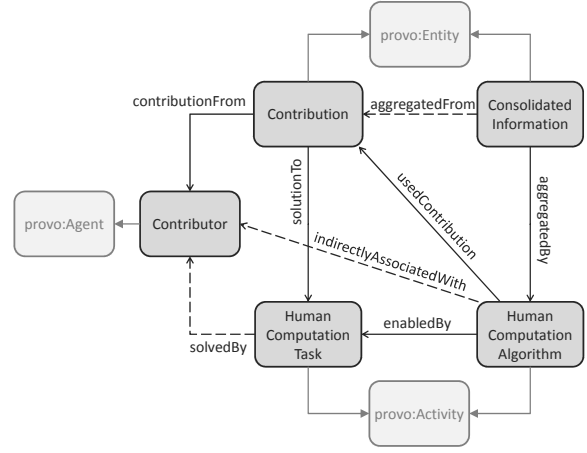 provo:Entity
contributionFrom
Contribution
aggregatedFrom
Consolidated
Information
solutionTo
usedContribution
aggregatedBy
provo:Agent
Contributor
indirectlyAssociatedWith
Human
Computation
Task
enabledBy
Human
Computation
Algorithm
solvedBy
provo:Activity